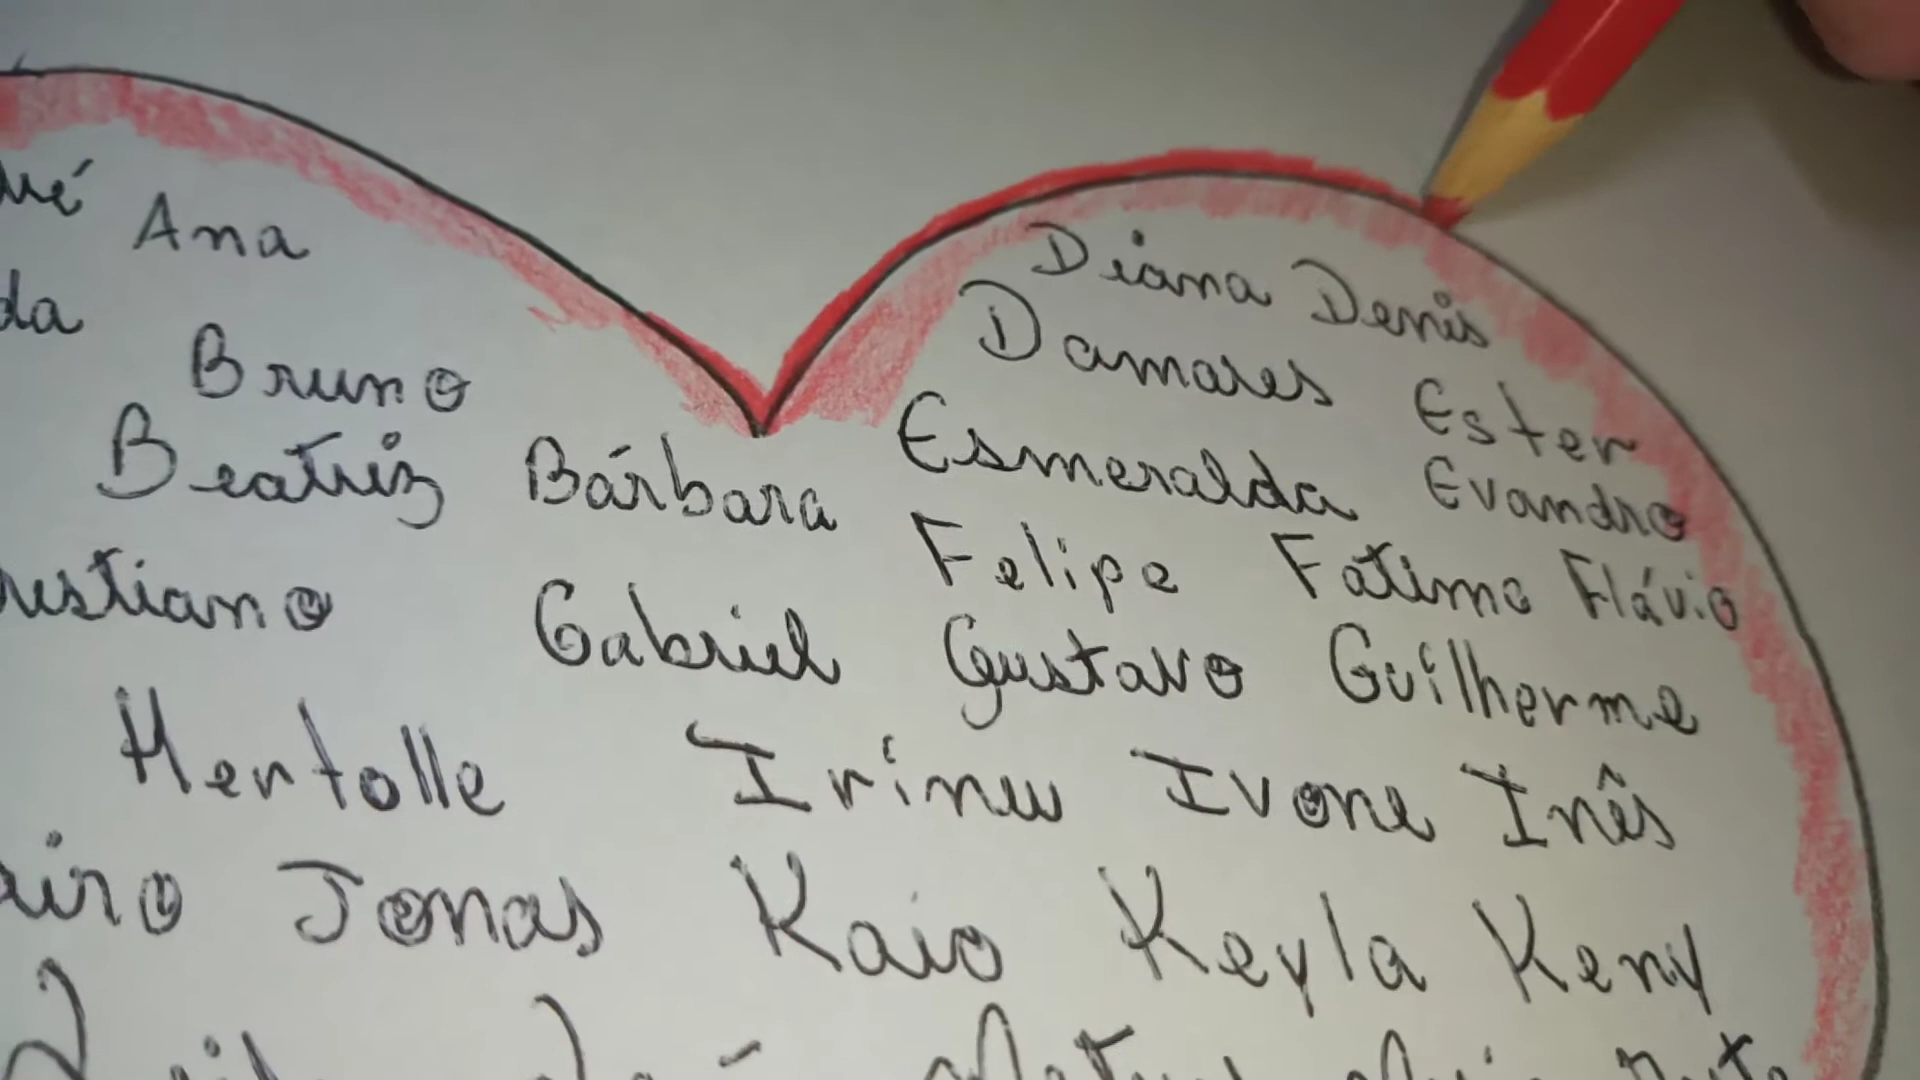 Ana
Diana Denis
Damares Ester
Bruno
Beatriz Bárbara Esmeralda Evandro
Felipe Fatima Flávio
Gabriel Gustavo Guilherme
Hentolle Irineu Ivone Inês
Jonas Kaio Keyla Keny